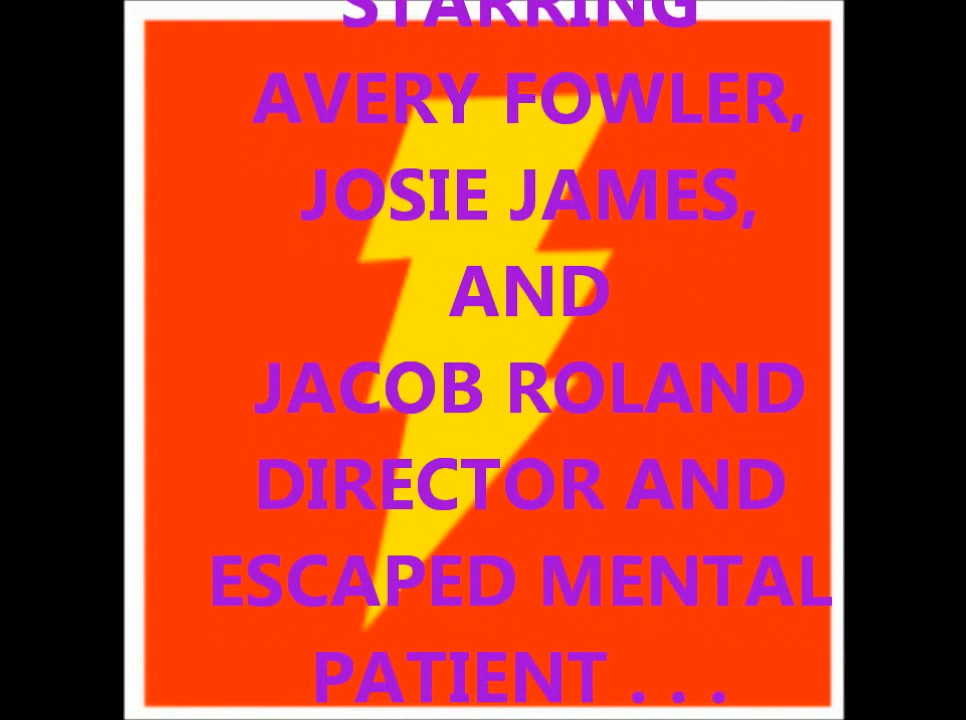 STARRING
AVERY FOWLER,
JOSIE JAMES,
AND
JACOB ROLAND
DIRECTOR AND
ESCAPED MENTAL
PATIENT . . .